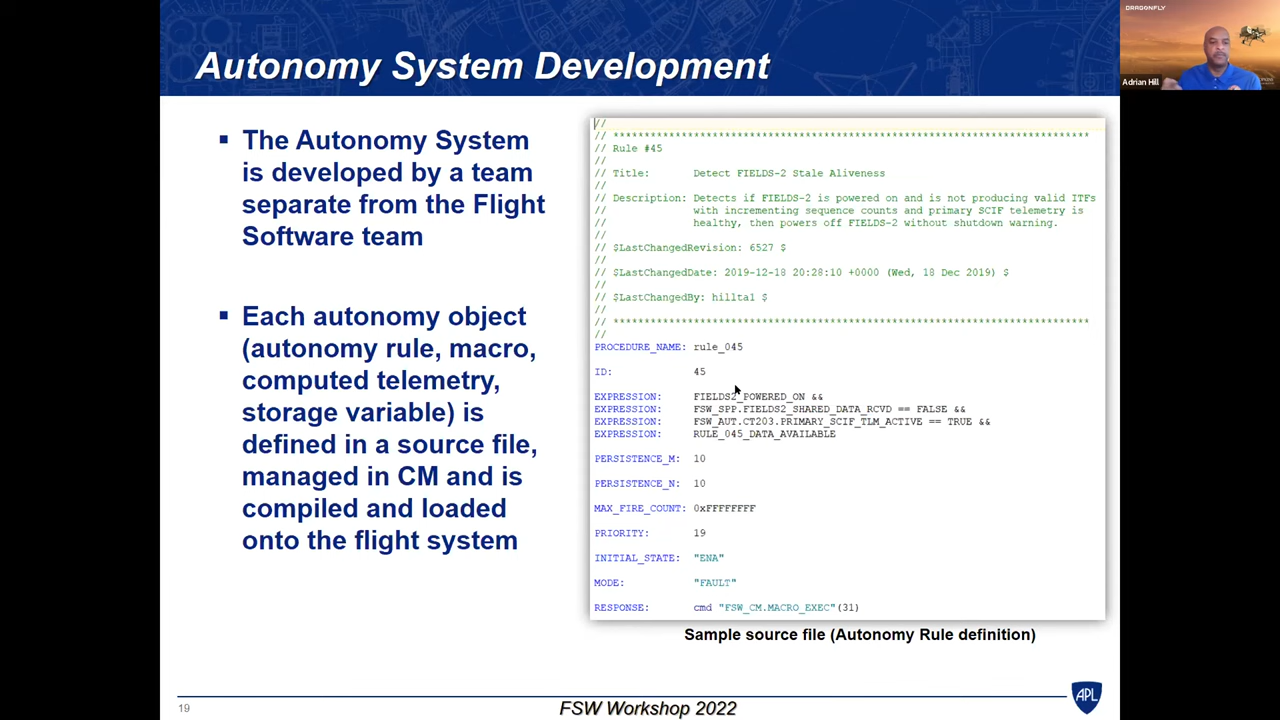 Autonomy System Development
DRAGONFLY
Adrian Hill
▪ The Autonomy System
is developed by a team
separate from the Flight
Software team
▪ Each autonomy object
(autonomy rule, macro,
computed telemetry,
storage variable) is
defined in a source file,
managed in CM and is
compiled and loaded
onto the flight system
//
// ********************************************************************************
// Rule #45
//
// Title: Detect FIELDS-2 Stale Aliveness
//
// Description: Detects if FIELDS-2 is powered on and is not producing valid ITFs
// with incrementing sequence counts and primary SCIF telemetry is
// healthy, then powers off FIELDS-2 without shutdown warning.
//
// $LastChangedRevision: 6527 $
//
// $LastChangedDate: 2019-12-18 20:28:10 +0000 (Wed, 18 Dec 2019) $
//
// $LastChangedBy: hillta1 $
//
// ********************************************************************************
//
PROCEDURE_NAME: rule_045
ID: 45
EXPRESSION: FIELDS2_POWERED_ON &&
EXPRESSION: FSW_SPP.FIELDS2_SHARED_DATA_RCVD == FALSE &&
EXPRESSION: FSW_AUT.CT203.PRIMARY_SCIF_TLM_ACTIVE == TRUE &&
EXPRESSION: RULE_045_DATA_AVAILABLE
PERSISTENCE_M: 10
PERSISTENCE_N: 10
MAX_FIRE_COUNT: 0xFFFFFFFF
PRIORITY: 19
INITIAL_STATE: "ENA"
MODE: "FAULT"
RESPONSE: cmd "FSW_CM.MACRO_EXEC"(31)
Sample source file (Autonomy Rule definition)
19
FSW Workshop 2022
APL